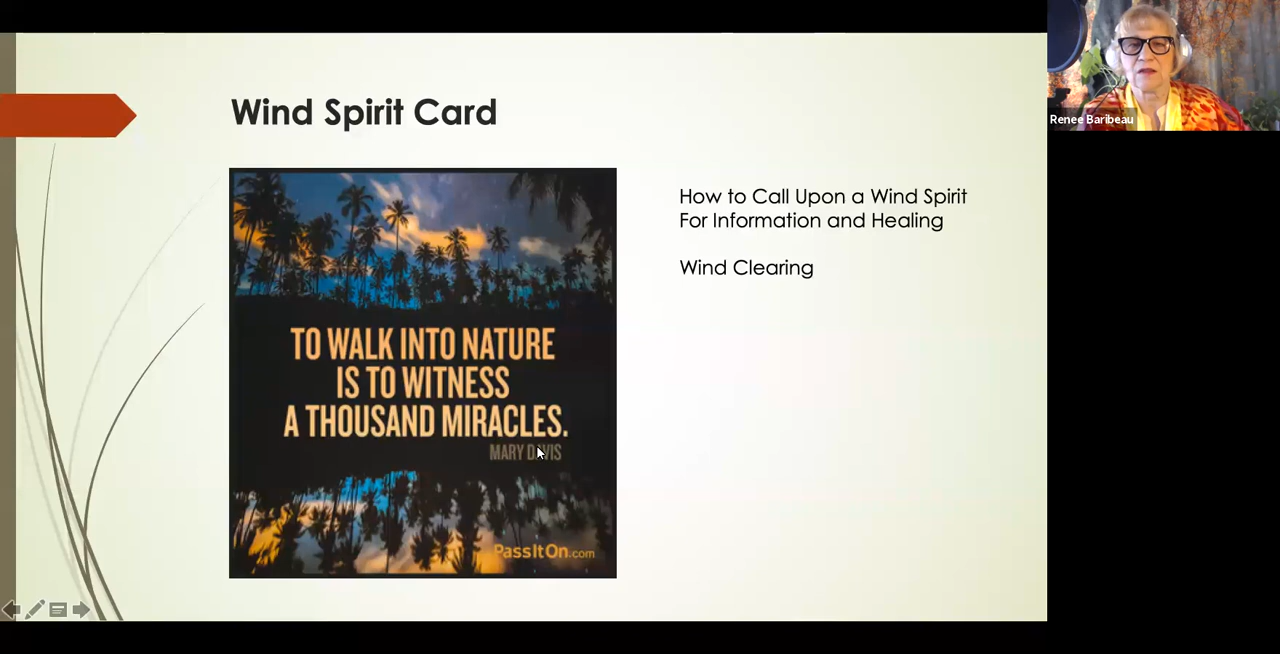 Wind Spirit Card
TO WALK INTO NATURE
IS TO WITNESS
A THOUSAND MIRACLES.
MARY DAVIS
PassItOn.com
How to Call Upon a Wind Spirit
For Information and Healing
Wind Clearing
Renee Baribeau